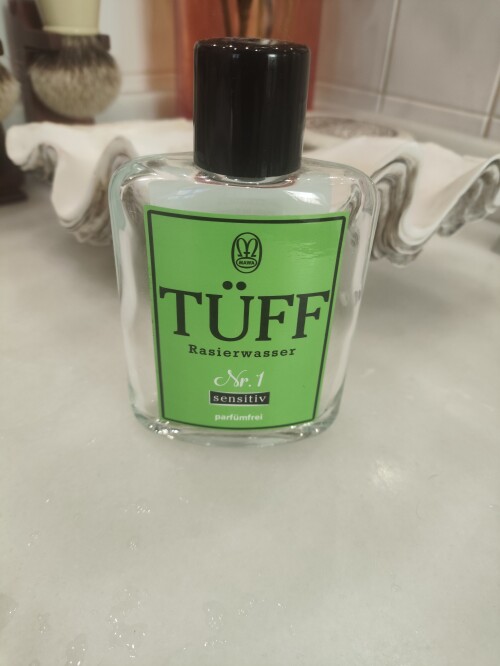 TÜFF
Rasierwasser
Nr. 1
sensitiv
parfümfrei